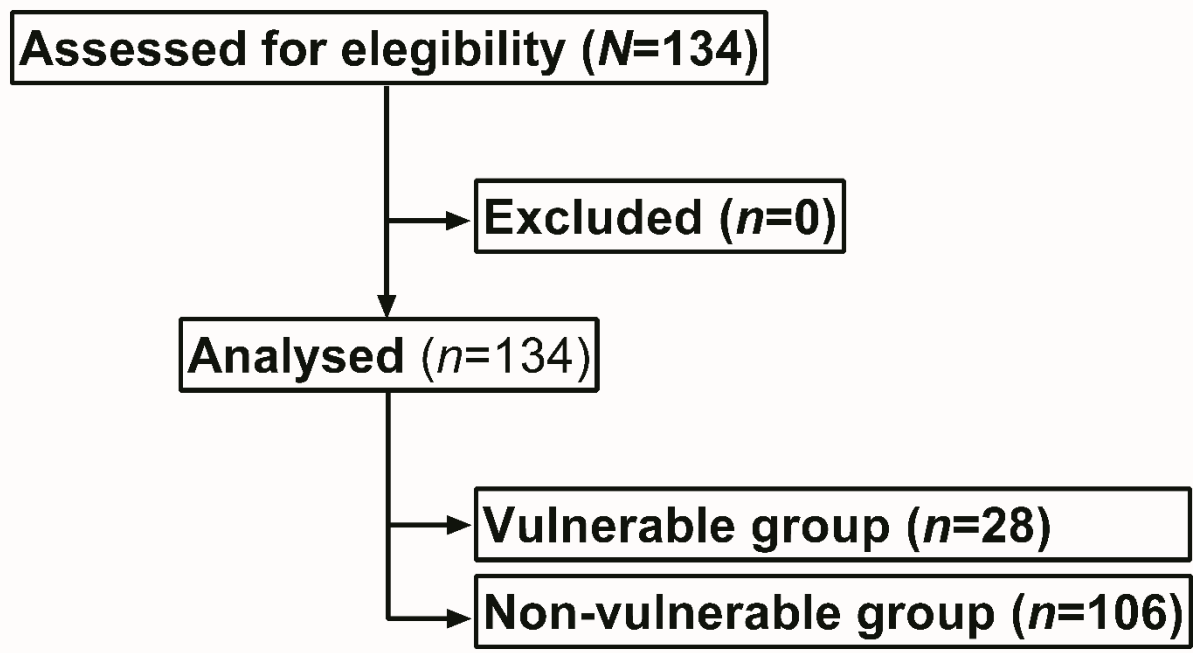 Assessed for elegibility (N=134)
Excluded (n=0)
Analysed (n=134)
Vulnerable group (n=28)
Non-vulnerable group (n=106)